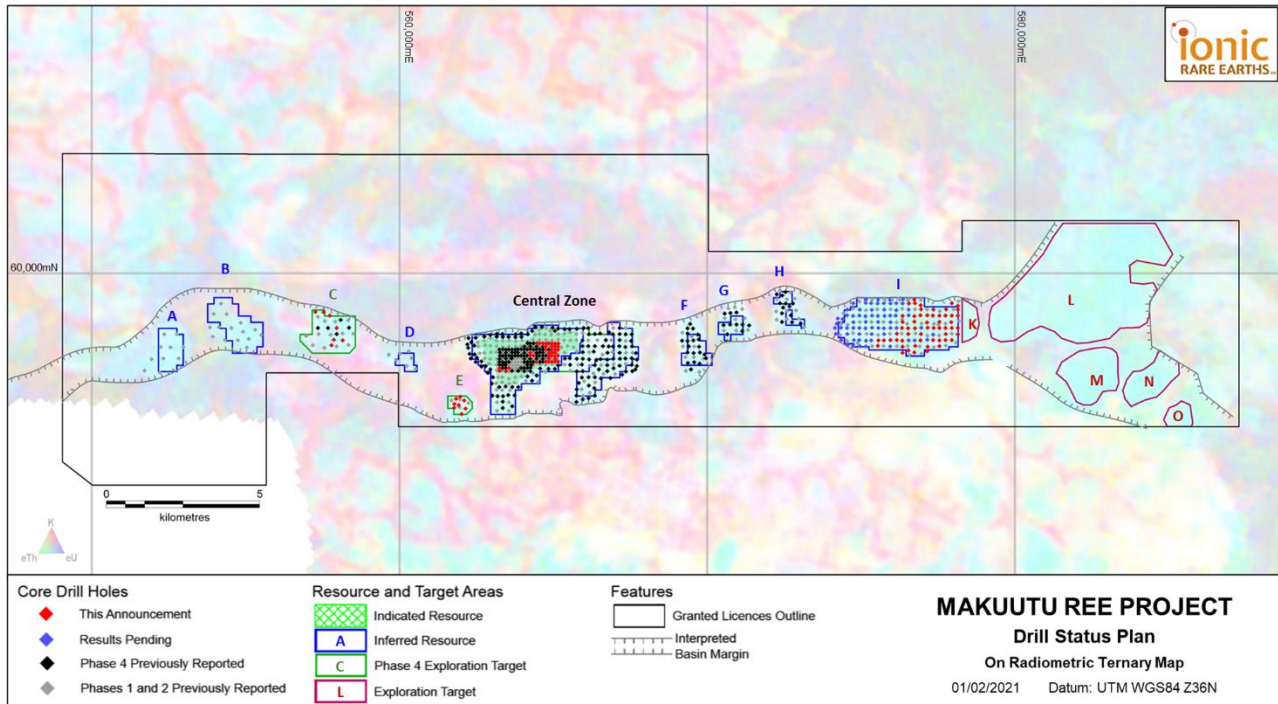 560,000mE
580,000mE
ionic
RARE EARTHS
60,000mN
A
B
C
D
E
Central Zone
F
G
H
I
K
L
M
N
O
0 5
kilometres
K
eTh eU
Core Drill Holes
This Announcement
Results Pending
Phase 4 Previously Reported
Phases 1 and 2 Previously Reported
Resource and Target Areas
Indicated Resource
A Inferred Resource
C Phase 4 Exploration Target
L Exploration Target
Features
Granted Licences Outline
Interpreted
Basin Margin
MAKUUTU REE PROJECT
Drill Status Plan
On Radiometric Ternary Map
01/02/2021 Datum: UTM WGS84 Z36N